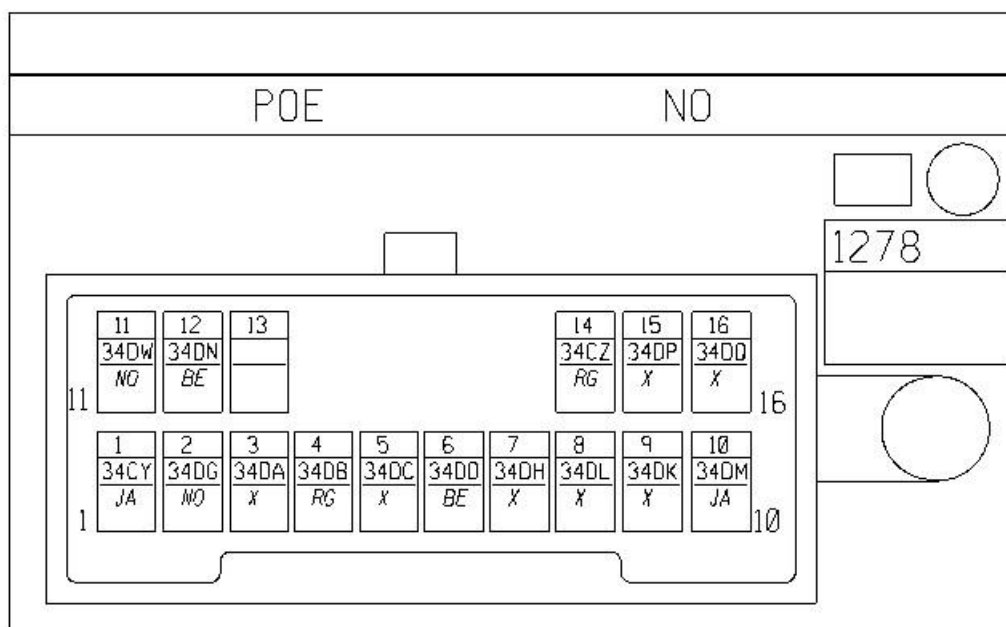 POE NO
1278
11 12 13 14 15 16
34DW 34DN 34CZ 34DP 34DQ
NO BE RG X X
11 16
1 2 3 4 5 6 7 8 9 10
34CY 34DG 34DA 34DB 34DC 34DD 34DH 34DL 34DK 34DM
JA NO X RG X BE X X X JA
1 10